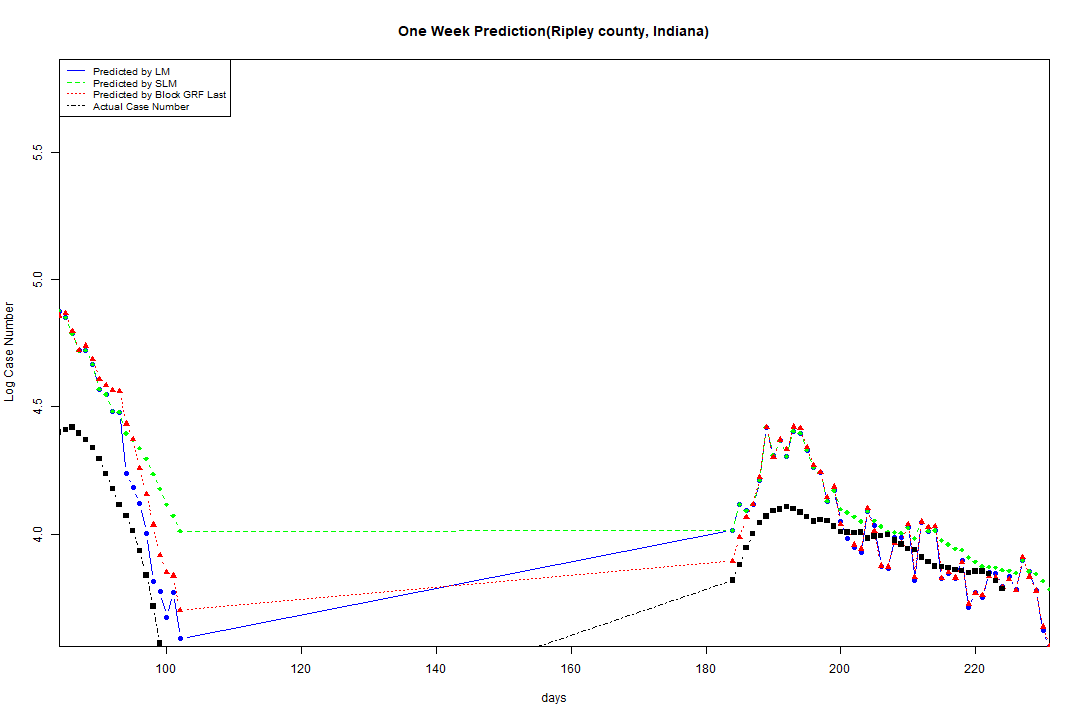 One Week Prediction(Ripley county, Indiana)
Predicted by LM
Predicted by SLM
Predicted by Block GRF Last
Actual Case Number
5.5
5.0
4.5
4.0
Log Case Number
100 120 140 160 180 200 220
days